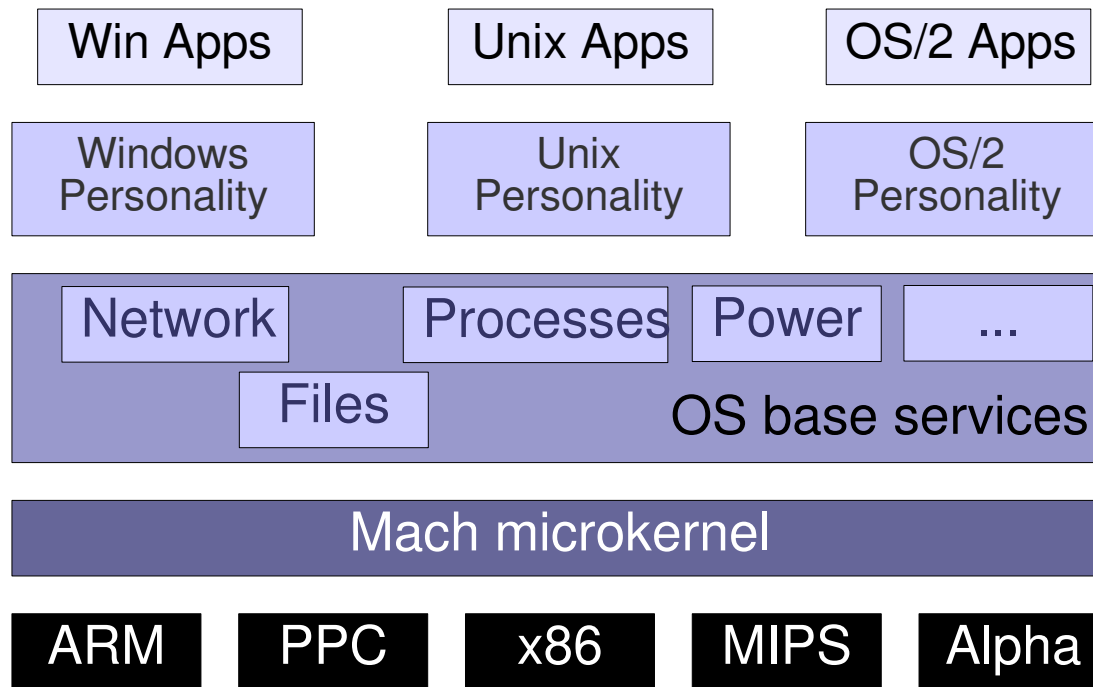 Win Apps
Unix Apps
OS/2 Apps
Windows
Personality
Unix
Personality
OS/2
Personality
Network
Processes
Power
...
Files
OS base services
Mach microkernel
ARM
PPC
x86
MIPS
Alpha